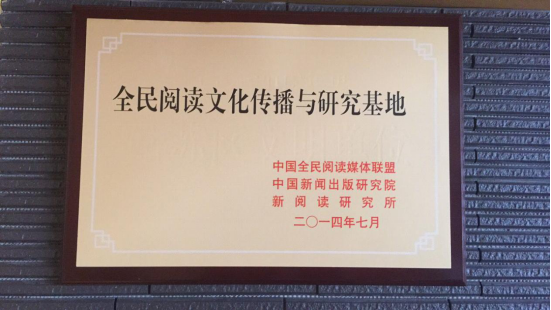 全民阅读文化传播与研究基地
中国全民阅读媒体联盟
中国新闻出版研究院
新阅读研究所
二〇一四年七月